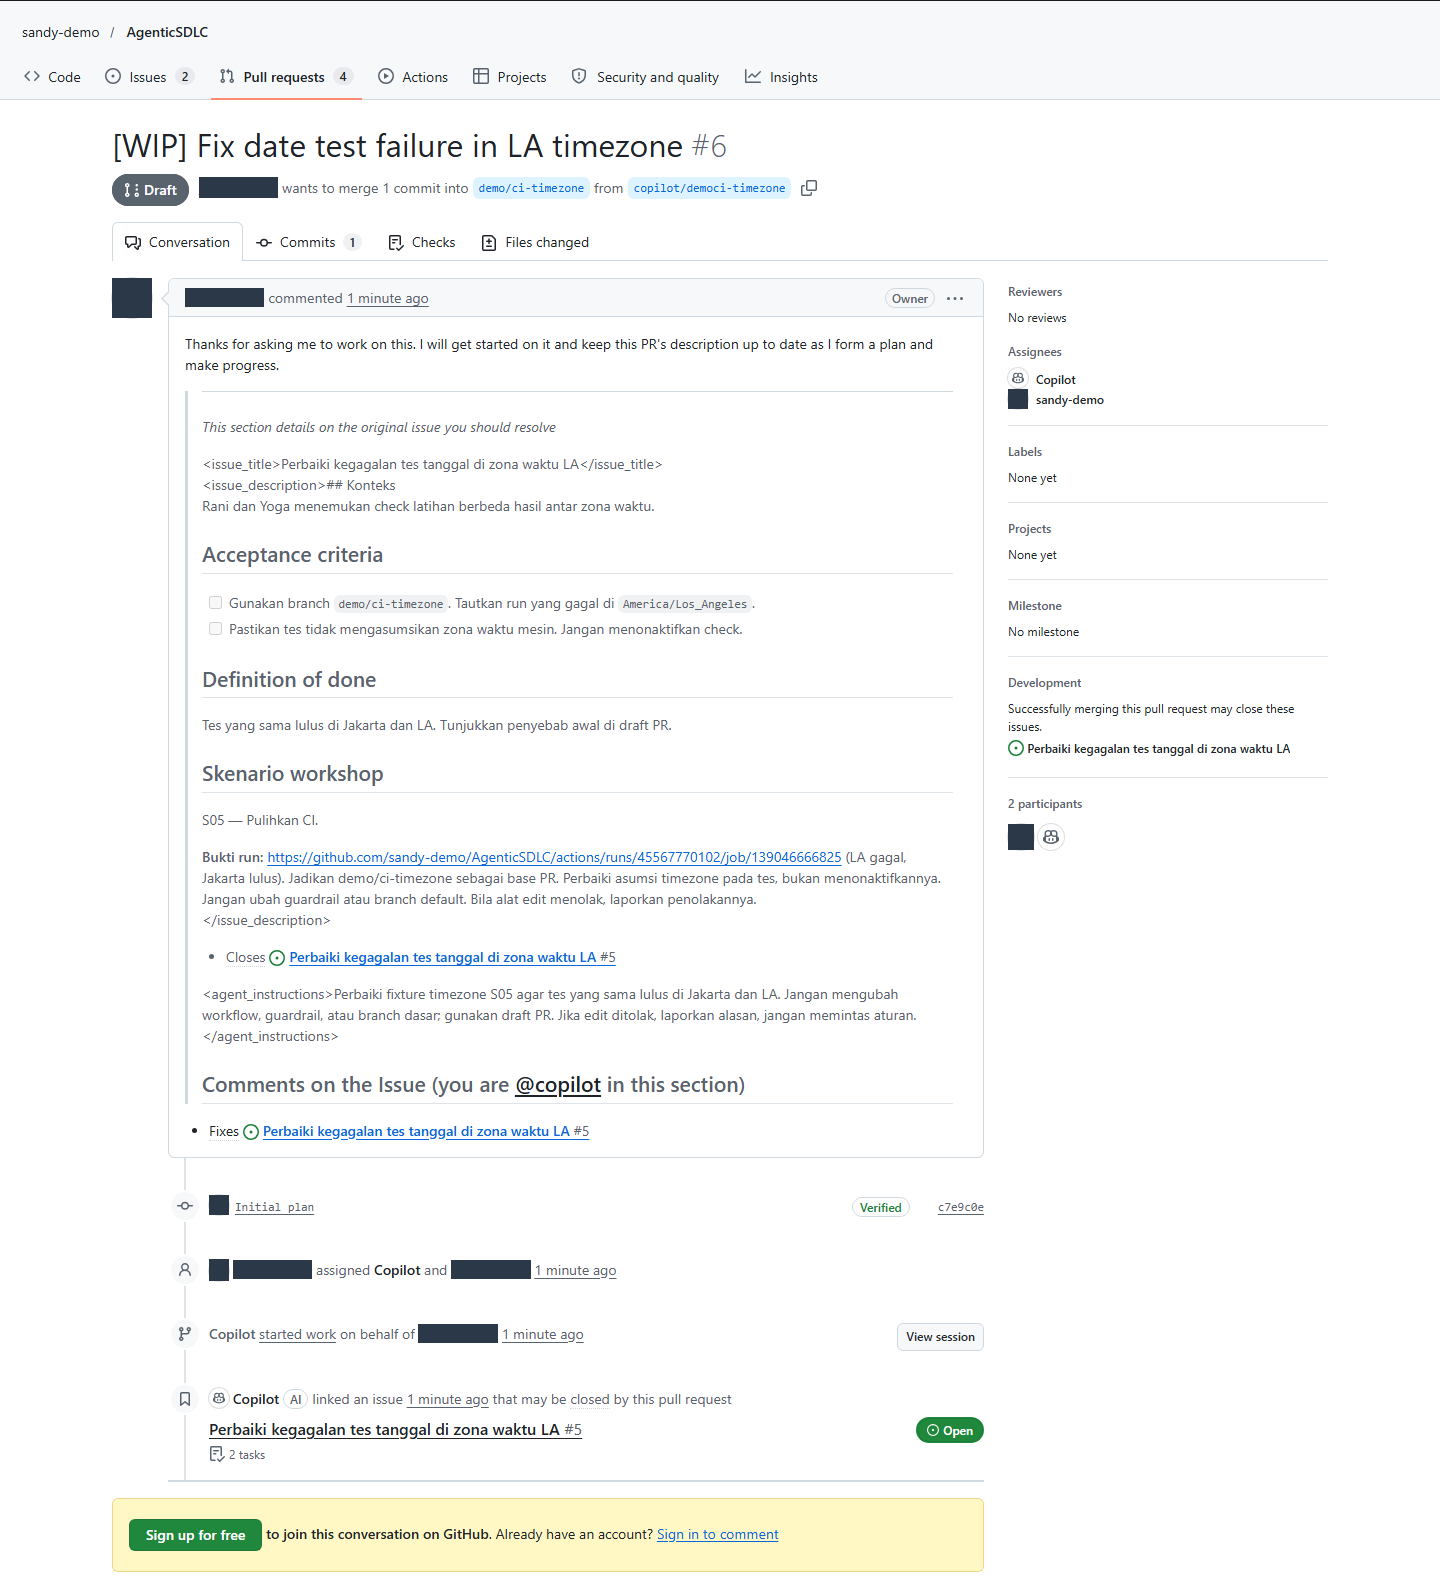 sandy-demo / AgenticSDLC
Code Issues 2 Pull requests 4 Actions Projects Security and quality Insights
[WIP] Fix date test failure in LA timezone #6
Draft wants to merge 1 commit into demo/ci-timezone from copilot/democi-timezone
Conversation Commits 1 Checks Files changed
commented 1 minute ago Owner
Thanks for asking me to work on this. I will get started on it and keep this PR's description up to date as I form a plan and
make progress.
This section details on the original issue you should resolve
<issue_title>Perbaiki kegagalan tes tanggal di zona waktu LA</issue_title>
<issue_description>## Konteks
Rani dan Yoga menemukan check latihan berbeda hasil antar zona waktu.
Acceptance criteria
Gunakan branch demo/ci-timezone. Tautkan run yang gagal di America/Los_Angeles.
Pastikan tes tidak mengasumsikan zona waktu mesin. Jangan menonaktifkan check.
Definition of done
Tes yang sama lulus di Jakarta dan LA. Tunjukkan penyebab awal di draft PR.
Skenario workshop
S05 — Pulihkan CI.
Bukti run: https://github.com/sandy-demo/AgenticSDLC/actions/runs/45567770102/job/139046666825 (LA gagal,
Jakarta lulus). Jadikan demo/ci-timezone sebagai base PR. Perbaiki asumsi timezone pada tes, bukan menonaktifkannya.
Jangan ubah guardrail atau branch default. Bila alat edit menolak, laporkan penolakannya.
</issue_description>
Closes Perbaiki kegagalan tes tanggal di zona waktu LA #5
<agent_instructions>Perbaiki fixture timezone S05 agar tes yang sama lulus di Jakarta dan LA. Jangan mengubah
workflow, guardrail, atau branch dasar; gunakan draft PR. Jika edit ditolak, laporkan alasan, jangan memintas aturan.
</agent_instructions>
Comments on the Issue (you are @copilot in this section)
Fixes Perbaiki kegagalan tes tanggal di zona waktu LA #5
Initial plan Verified c7e9c0e
assigned Copilot and 1 minute ago
Copilot started work on behalf of 1 minute ago View session
Copilot AI linked an issue 1 minute ago that may be closed by this pull request
Perbaiki kegagalan tes tanggal di zona waktu LA #5 Open
2 tasks
Sign up for free to join this conversation on GitHub. Already have an account? Sign in to comment
Reviewers
No reviews
Assignees
Copilot
sandy-demo
Labels
None yet
Projects
None yet
Milestone
No milestone
Development
Successfully merging this pull request may close these
issues.
Perbaiki kegagalan tes tanggal di zona waktu LA
2 participants